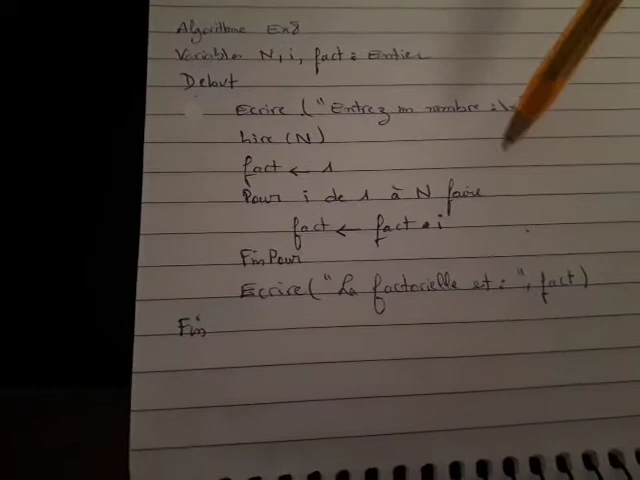 Algorithme Ex8
Variables N, i, fact : Entier
Debut
Ecrire ("Entrez un nombre :
Lire (N)
fact ← 1
Pour i de 1 à N faire
fact ← fact * i
FinPour
Ecrire("La factorielle et : ", fact)
Fin